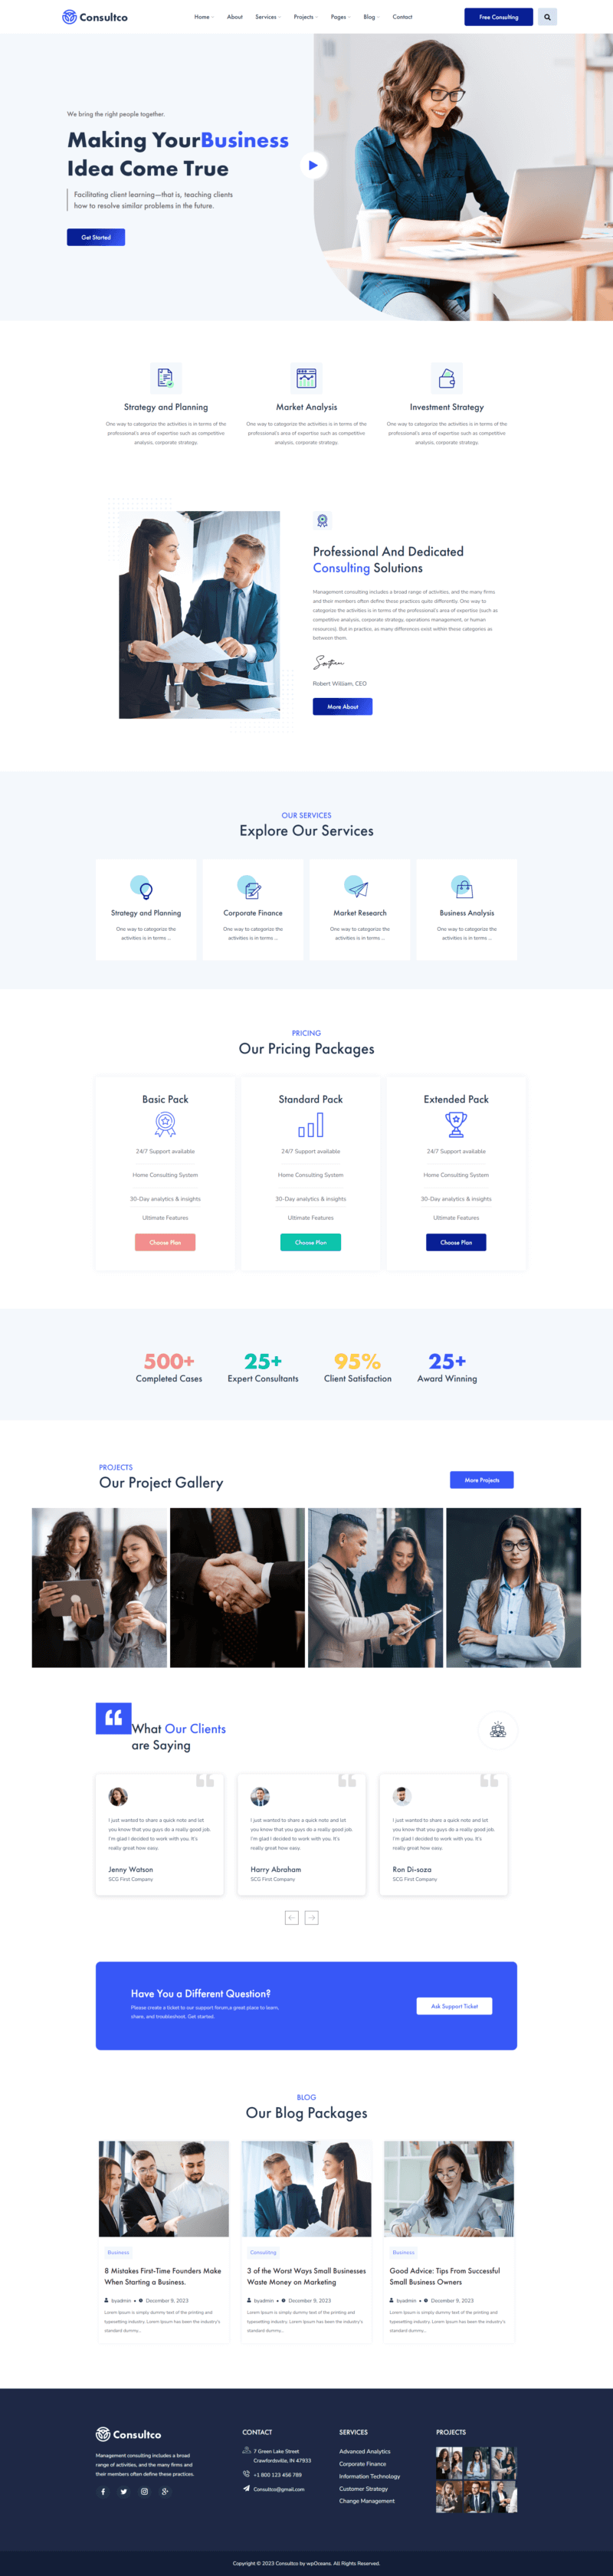 Consultco
Home
About
Services
Projects
Pages
Blog
Contact
Free Consulting
We bring the right people together.
Making YourBusiness
Idea Come True
Facilitating client learning—that is, teaching clients
how to resolve similar problems in the future.
Get Started
Strategy and Planning
One way to categorize the activities is in terms of the
professional's area of expertise such as competitive
analysis, corporate strategy.
Market Analysis
One way to categorize the activities is in terms of the
professional's area of expertise such as competitive
analysis, corporate strategy.
Investment Strategy
One way to categorize the activities is in terms of the
professional's area of expertise such as competitive
analysis, corporate strategy.
Professional And Dedicated
Consulting Solutions
Management consulting includes a broad range of activities, and the many firms
and their members often define these practices quite differently. One way to
categorize the activities is in terms of the professional's area of expertise (such as
competitive analysis, corporate strategy, operations management, or human
resources). But in practice, as many differences exist within these categories as
between them.
Robert William, CEO
More About
OUR SERVICES
Explore Our Services
Strategy and Planning
One way to categorize the
activities is in terms ...
Corporate Finance
One way to categorize the
activities is in terms ...
Market Research
One way to categorize the
activities is in terms ...
Business Analysis
One way to categorize the
activities is in terms ...
PRICING
Our Pricing Packages
Basic Pack
24/7 Support available
Home Consulting System
30-Day analytics & insights
Ultimate Features
Choose Plan
Standard Pack
24/7 Support available
Home Consulting System
30-Day analytics & insights
Ultimate Features
Choose Plan
Extended Pack
24/7 Support available
Home Consulting System
30-Day analytics & insights
Ultimate Features
Choose Plan
500+
Completed Cases
25+
Expert Consultants
95%
Client Satisfaction
25+
Award Winning
PROJECTS
Our Project Gallery
More Projects
What Our Clients
are Saying
I just wanted to share a quick note and let
you know that you guys do a really good job.
I'm glad I decided to work with you. It's
really great how easy.
Jenny Watson
SCG First Company
I just wanted to share a quick note and let
you know that you guys do a really good job.
I'm glad I decided to work with you. It's
really great how easy.
Harry Abraham
SCG First Company
I just wanted to share a quick note and let
you know that you guys do a really good job.
I'm glad I decided to work with you. It's
really great how easy.
Ron Di-soza
SCG First Company
Have You a Different Question?
Please create a ticket to our support forum,a great place to learn,
share, and troubleshoot. Get started.
Ask Support Ticket
BLOG
Our Blog Packages
Business
8 Mistakes First-Time Founders Make
When Starting a Business.
byadmin
December 9, 2023
Lorem Ipsum is simply dummy text of the printing and
typesetting industry. Lorem Ipsum has been the industry's
standard dummy...
Consulting
3 of the Worst Ways Small Businesses
Waste Money on Marketing
byadmin
December 9, 2023
Lorem Ipsum is simply dummy text of the printing and
typesetting industry. Lorem Ipsum has been the industry's
standard dummy...
Business
Good Advice: Tips From Successful
Small Business Owners
byadmin
December 9, 2023
Lorem Ipsum is simply dummy text of the printing and
typesetting industry. Lorem Ipsum has been the industry's
standard dummy...
Consultco
Management consulting includes a broad
range of activities, and the many firms and
their members often define these practices.
CONTACT
7 Green Lake Street
Crawfordsville, IN 47933
+1 800 123 456 789
Consultco@gmail.com
SERVICES
Advanced Analytics
Corporate Finance
Information Technology
Customer Strategy
Change Management
PROJECTS
Copyright © 2023 Consultco by wpOceans. All Rights Reserved.